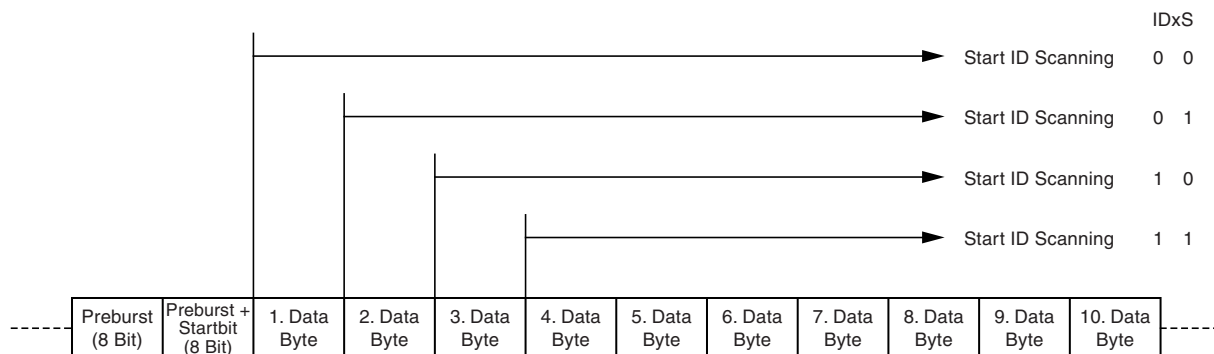 IDxS
Start ID Scanning 0 0
Start ID Scanning 0 1
Start ID Scanning 1 0
Start ID Scanning 1 1
Preburst
(8 Bit)
Preburst +
Startbit
(8 Bit)
1. Data
Byte
2. Data
Byte
3. Data
Byte
4. Data
Byte
5. Data
Byte
6. Data
Byte
7. Data
Byte
8. Data
Byte
9. Data
Byte
10. Data
Byte